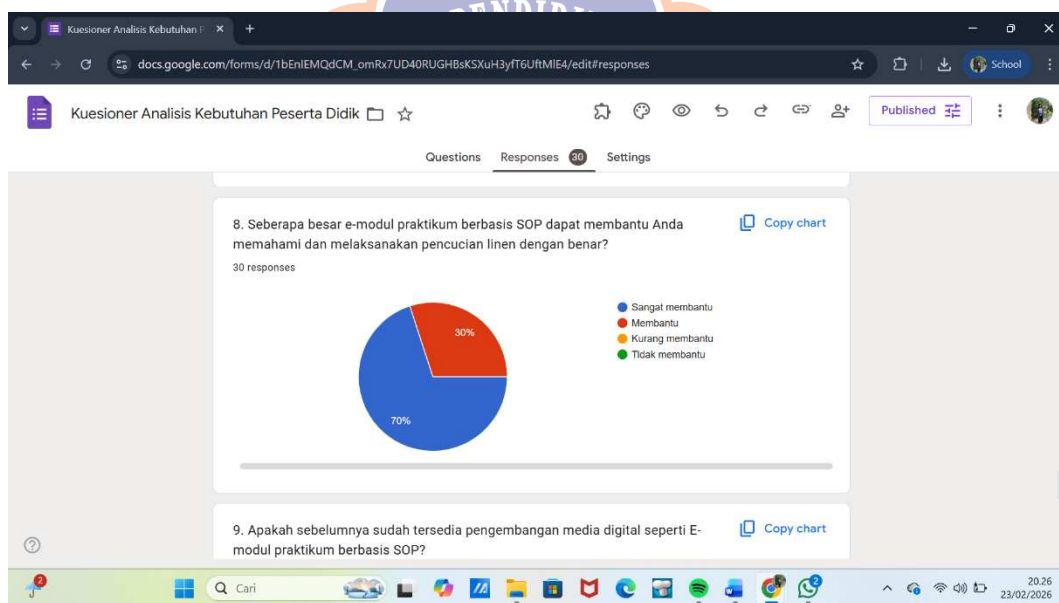 PENDIDIK
Kuesioner Analisis Kebutuhan P
docs.google.com/forms/d/1bEnIEMQdCM_omRx7UD40RUGHBsKSXuH3yfT6UftMlE4/edit#responses
School
Kuesioner Analisis Kebutuhan Peserta Didik
Published
Questions Responses 30 Settings
8. Seberapa besar e-modul praktikum berbasis SOP dapat membantu Anda
memahami dan melaksanakan pencucian linen dengan benar?
Copy chart
30 responses
Sangat membantu
Membantu
Kurang membantu
Tidak membantu
30%
70%
9. Apakah sebelumnya sudah tersedia pengembangan media digital seperti E-
modul praktikum berbasis SOP?
Copy chart
2
Cari
20.26
23/02/2026